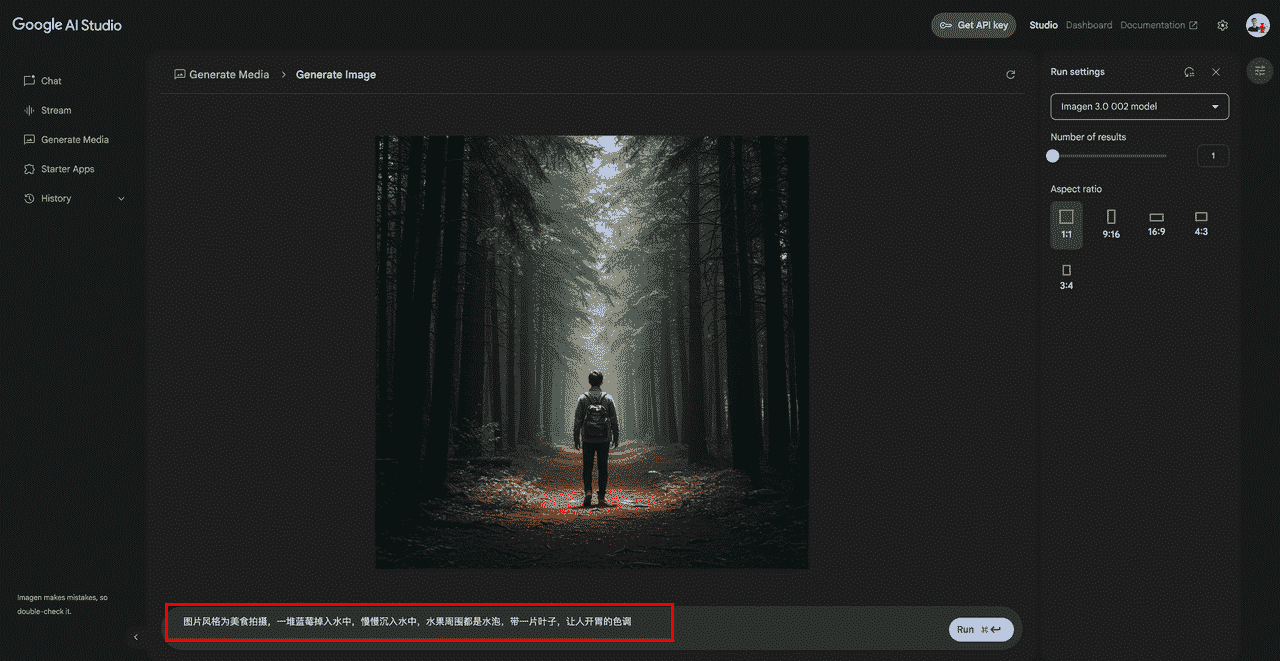 Google AI Studio
Get API key
Studio
Dashboard
Documentation
Chat
Stream
Generate Media
Starter Apps
History
Generate Media > Generate Image
Run settings
Imagen 3.0 002 model
Number of results
1
Aspect ratio
1:1
9:16
16:9
4:3
3:4
Imagen makes mistakes, so
double-check it.
图片风格为美食拍摄，一堆蓝莓掉入水中，慢慢沉入水中，水果周围都是水泡，带一片叶子，让人开胃的色调
Run ⌘↩